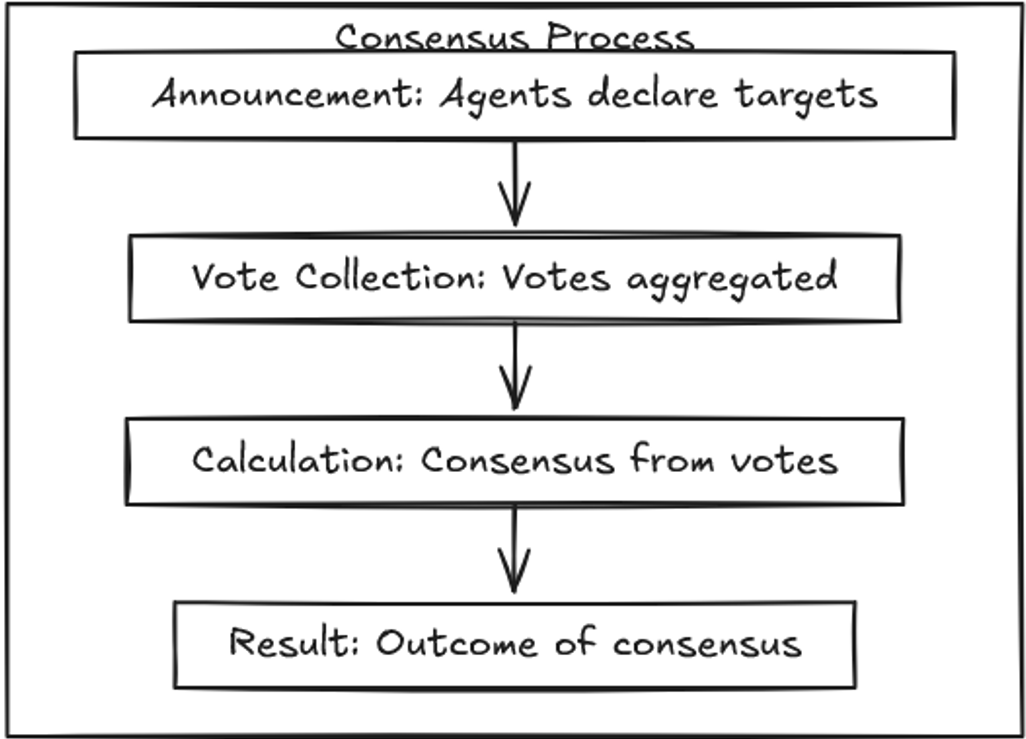 Consensus Process
Announcement: Agents declare targets
Vote Collection: Votes aggregated
Calculation: Consensus from votes
Result: Outcome of consensus